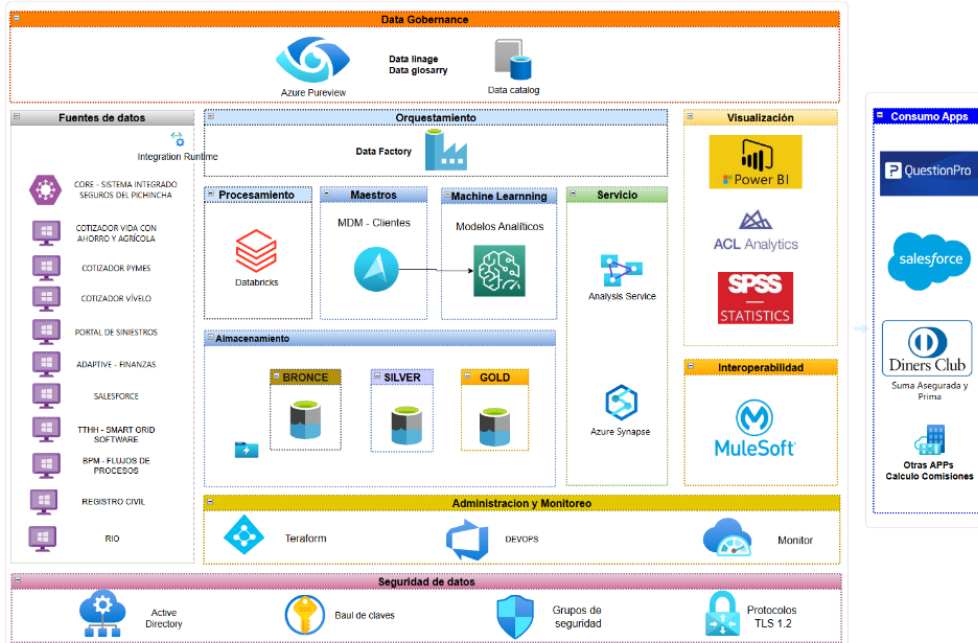 Data Gobernance
Azure Pureview
Data linage
Data glosarry
Data catalog
Fuentes de datos
Integration Runtime
CORE - SISTEMA INTEGRADO
SEGUROS DEL PICHINCHA
COTIZADOR VIDA CON
AHORRO Y AGRÍCOLA
COTIZADOR PYMES
COTIZADOR VÍVELO
PORTAL DE SINIESTROS
ADAPTIVE - FINANZAS
SALESFORCE
TTHH - SMART GRID
SOFTWARE
BPM - FLUJOS DE
PROCESOS
REGISTRO CIVIL
RIO
Orquestamiento
Data Factory
Procesamiento
Databricks
Maestros
MDM - Clientes
Machine Learnning
Modelos Analíticos
Servicio
Analysis Service
Azure Synapse
Almacenamiento
BRONCE
SILVER
GOLD
Visualización
Power BI
ACL Analytics
SPSS
STATISTICS
Interoperabilidad
MuleSoft
Administracion y Monitoreo
Terraform
DEVOPS
Monitor
Seguridad de datos
Active
Directory
Baul de claves
Grupos de
seguridad
Protocolos
TLS 1.2
Consumo Apps
QuestionPro
salesforce
Diners Club
Suma Asegurada y
Prima
Otras APPs
Calculo Comisiones